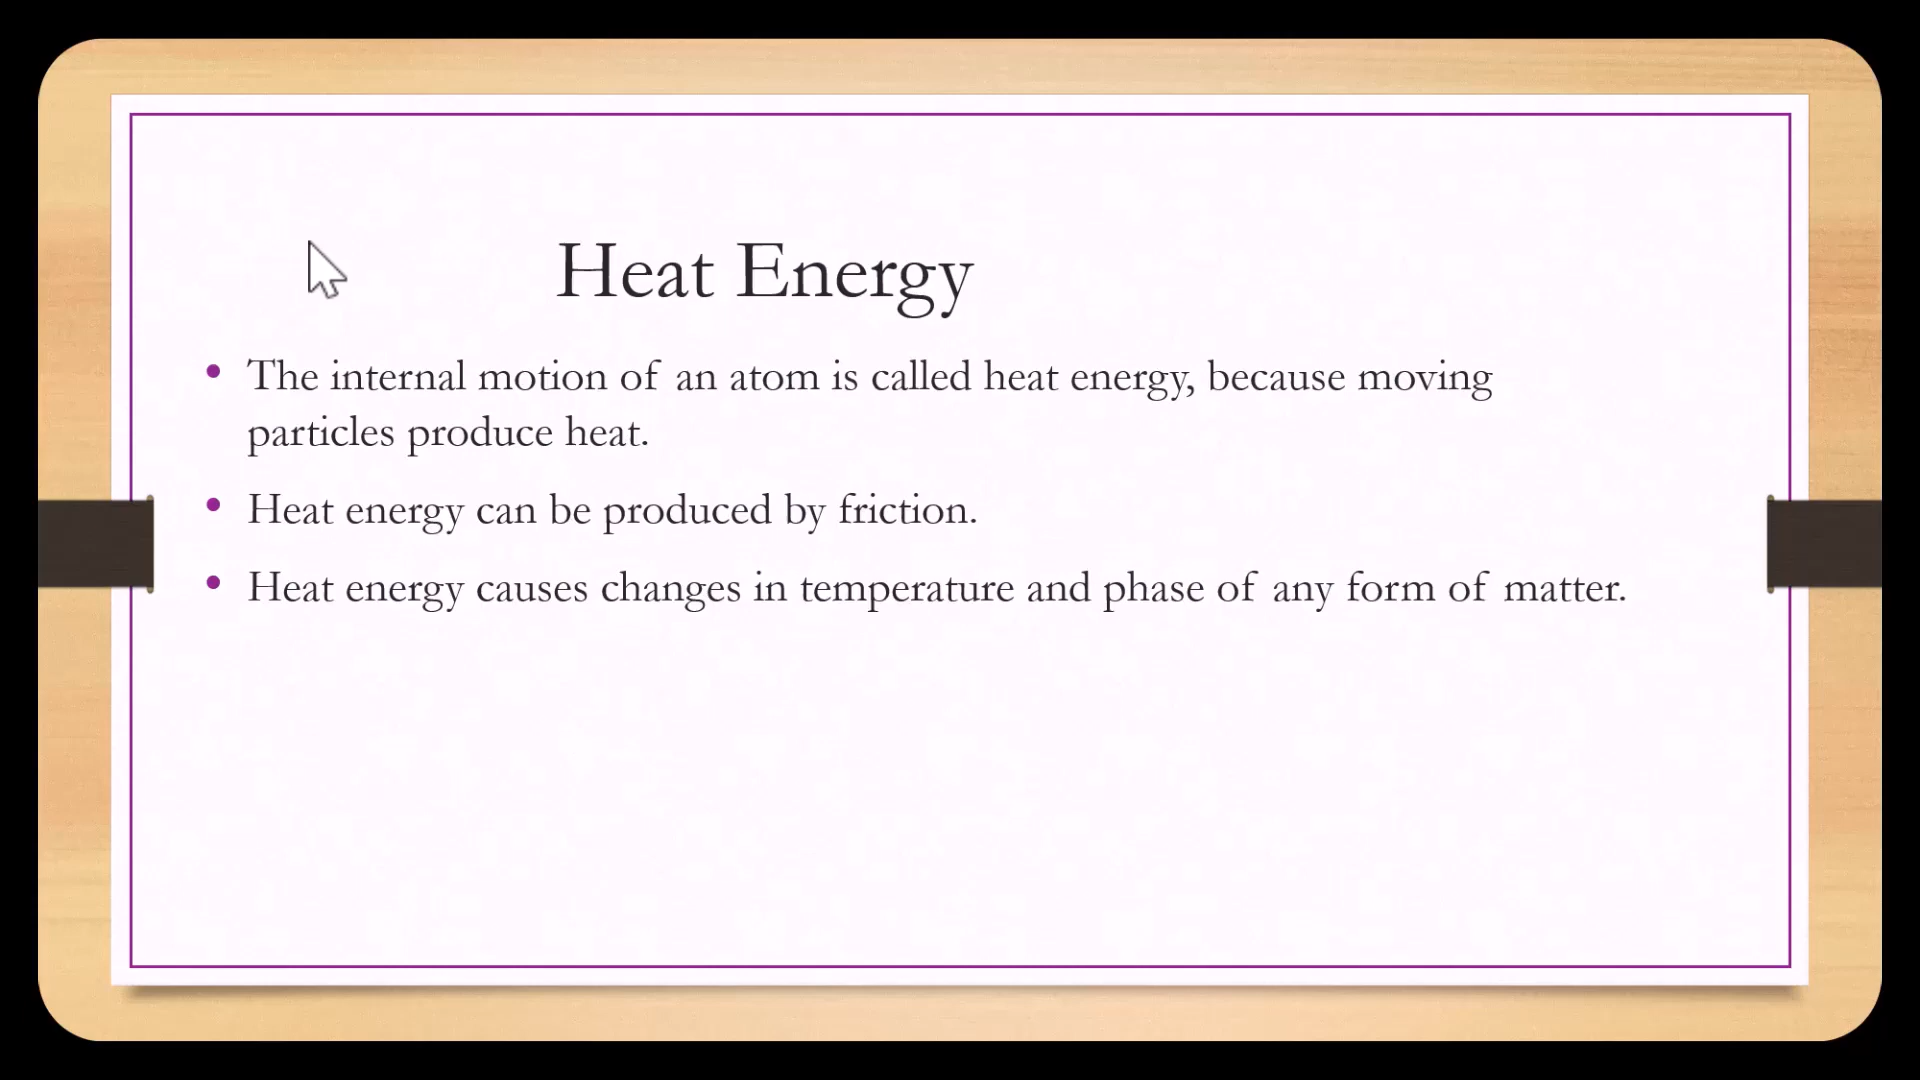 Heat Energy
• The internal motion of an atom is called heat energy, because moving
particles produce heat.
• Heat energy can be produced by friction.
• Heat energy causes changes in temperature and phase of any form of matter.